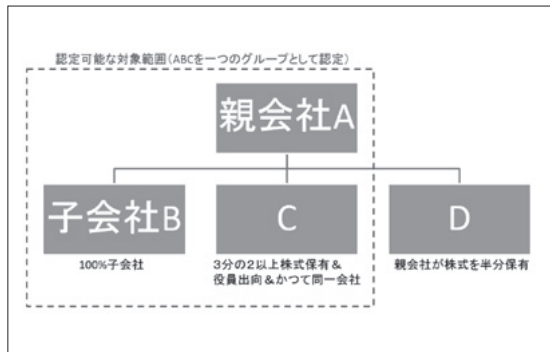 認定可能な対象範囲(ABCを一つのグループとして認定)
親会社A
子会社B
C
D
100%子会社
3分の2以上株式保有&
役員出向&かつて同一会社
親会社が株式を半分保有